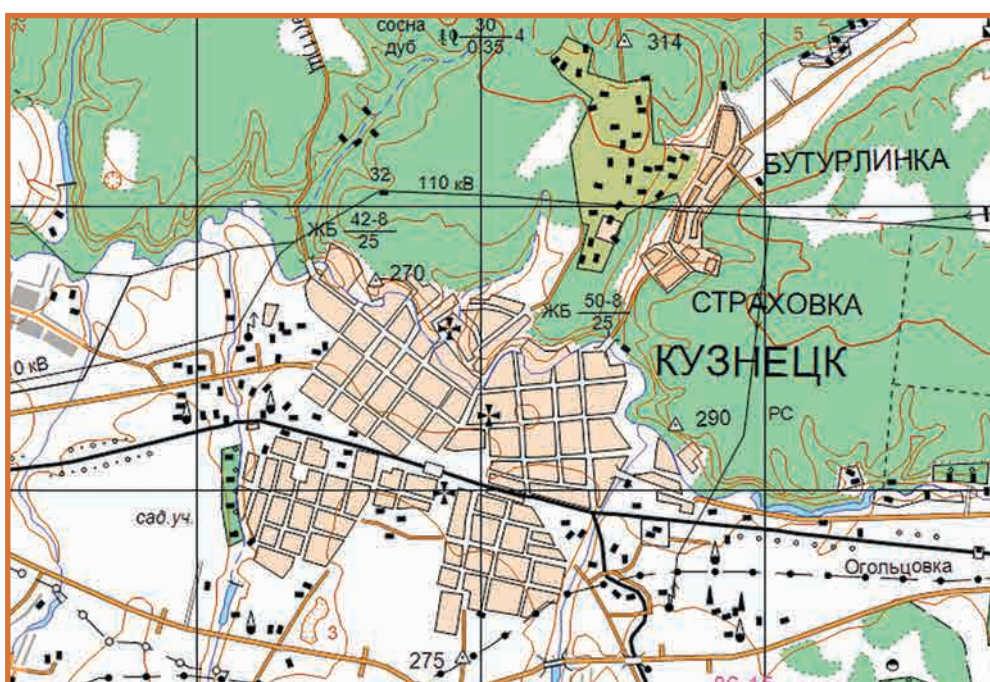 сосна
дуб
30
0.35
4
314
5
БУТУРЛИНКА
32
110 кВ
ЖБ 42-8
25
270
ЖБ 50-8
25
СТРАХОВКА
КУЗНЕЦК
0 кВ
290
РС
сад.уч.
Огольцовка
3
275